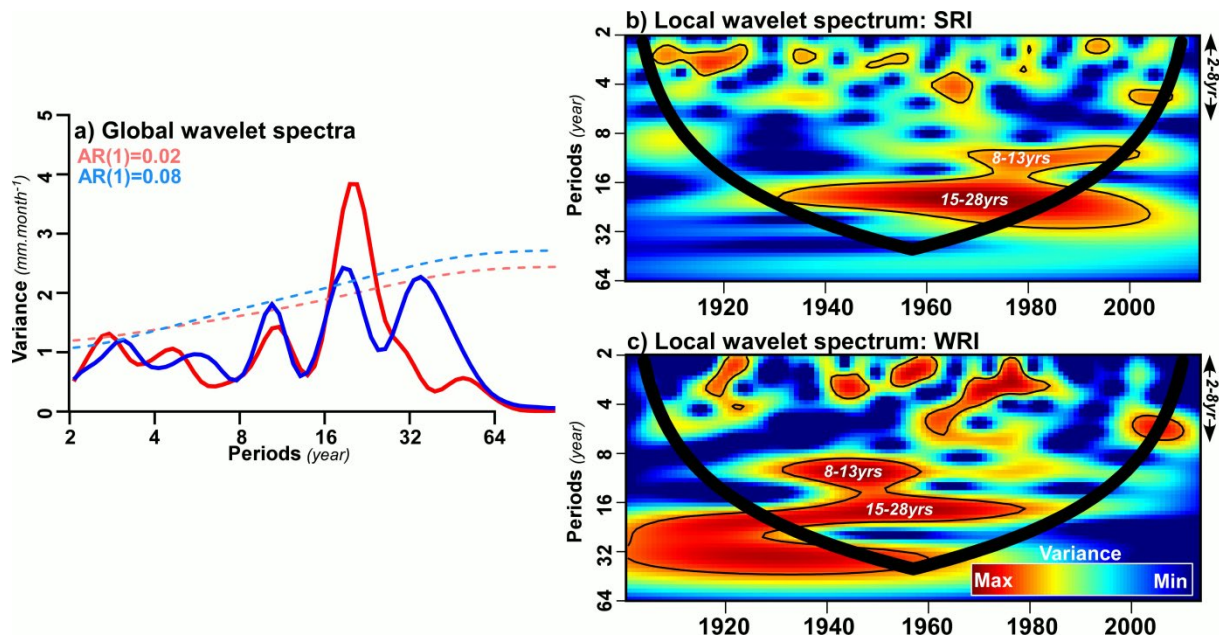 a) Global wavelet spectra
AR(1)=0.02
AR(1)=0.08
Variance (mm.month⁻¹)
5
4
3
2
1
0
2 4 8 16 32 64
Periods (year)
b) Local wavelet spectrum: SRI
Periods (year)
2
4
8
16
32
64
8-13yrs
15-28yrs
2-8yr
1920 1940 1960 1980 2000
c) Local wavelet spectrum: WRI
Periods (year)
2
4
8
16
32
64
8-13yrs
15-28yrs
2-8yr
Variance
Max Min
1920 1940 1960 1980 2000